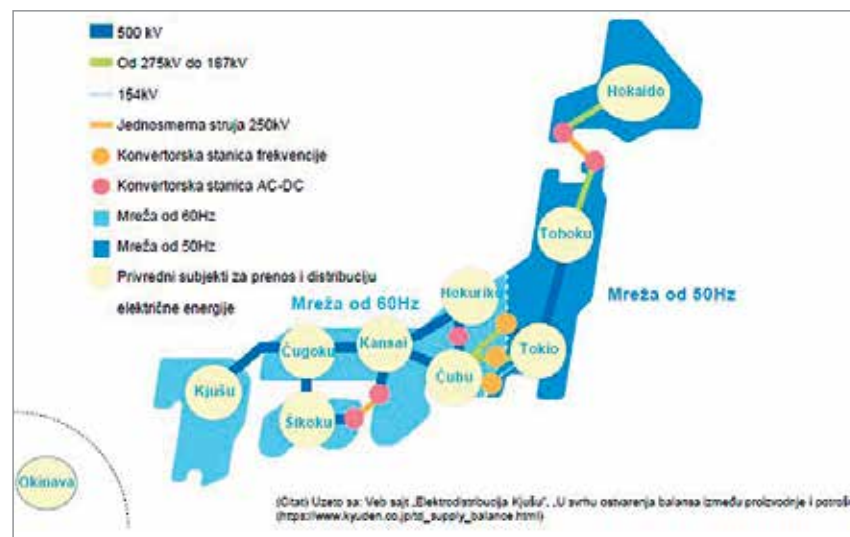 500 kV
Od 275kV do 187kV
154kV
Jednosmerna struja 250kV
Konvertorska stanica frekvencije
Konvertorska stanica AC-DC
Mreža od 60Hz
Mreža od 50Hz
Privredni subjekti za prenos i distribuciju
električne energije
Hokaido
Tohoku
Mreža od 60Hz
Hokuriku
Mreža od 50Hz
Čugoku
Kansai
Tokio
Kjušu
Čubu
Šikoku
Okinava
(Citat) Uzeto sa: Veb sajt „Elektrodistribucija Kjušu”, „U svrhu ostvarenja balansa između proizvodnje i potroš
(https://www.kyuden.co.jp/td_supply_balance.html)